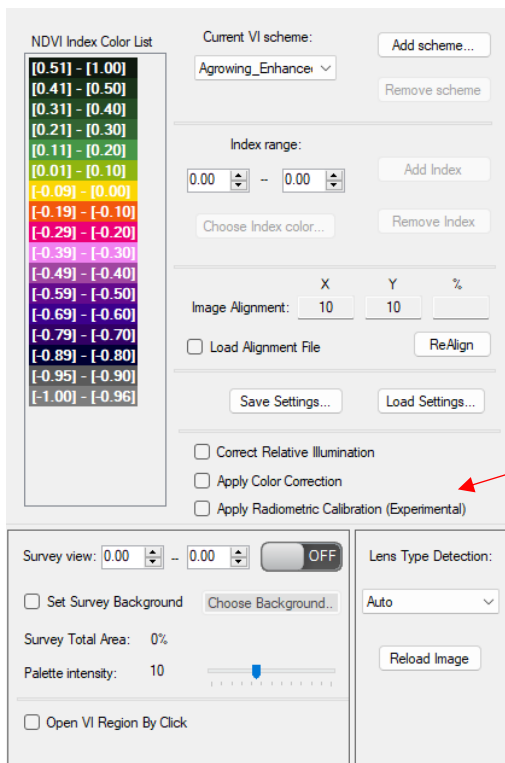 NDVI Index Color List
[0.51] - [1.00]
[0.41] - [0.50]
[0.31] - [0.40]
[0.21] - [0.30]
[0.11] - [0.20]
[0.01] - [0.10]
[-0.09] - [0.00]
[-0.19] - [-0.10]
[-0.29] - [-0.20]
[-0.39] - [-0.30]
[-0.49] - [-0.40]
[-0.59] - [-0.50]
[-0.69] - [-0.60]
[-0.79] - [-0.70]
[-0.89] - [-0.80]
[-0.95] - [-0.90]
[-1.00] - [-0.96]
Current VI scheme:
Agrowing_Enhance
Add scheme...
Remove scheme
Index range:
0.00 - 0.00
Add Index
Choose Index color...
Remove Index
X Y %
Image Alignment: 10 10
Load Alignment File
ReAlign
Save Settings...
Load Settings...
Correct Relative Illumination
Apply Color Correction
Apply Radiometric Calibration (Experimental)
Survey view: 0.00 - 0.00 OFF
Set Survey Background Choose Background..
Survey Total Area: 0%
Palette intensity: 10
Open VI Region By Click
Lens Type Detection:
Auto
Reload Image